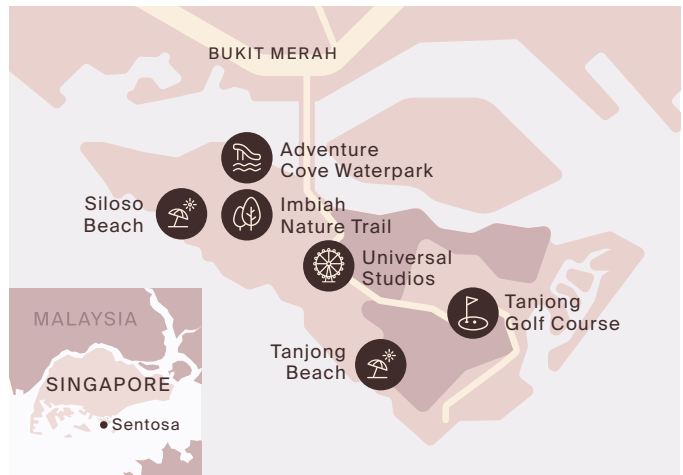 BUKIT MERAH
Adventure
Cove Waterpark
Siloso
Beach
Imbiah
Nature Trail
Universal
Studios
Tanjong
Golf Course
Tanjong
Beach
MALAYSIA
SINGAPORE
Sentosa